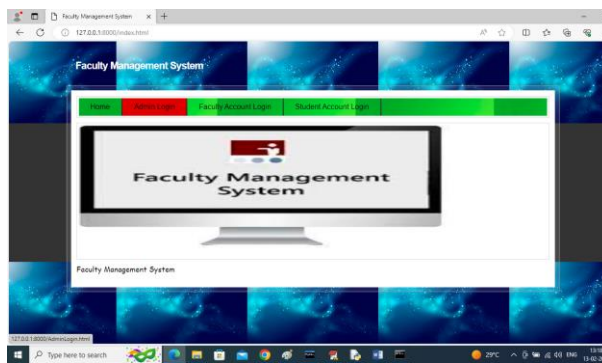 Faculty Management System
127.0.0.1:8000/index.html
Faculty Management System
Home Admin Login Faculty Account Login Student Account Login
Faculty Management
System
Faculty Management System
127.0.0.1:8000/AdminLogin.html
Type here to search
29°C
ENG